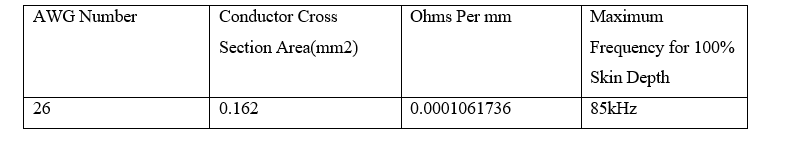 AWG Number
Conductor Cross
Section Area(mm2)
Ohms Per mm
Maximum
Frequency for 100%
Skin Depth
26
0.162
0.0001061736
85kHz